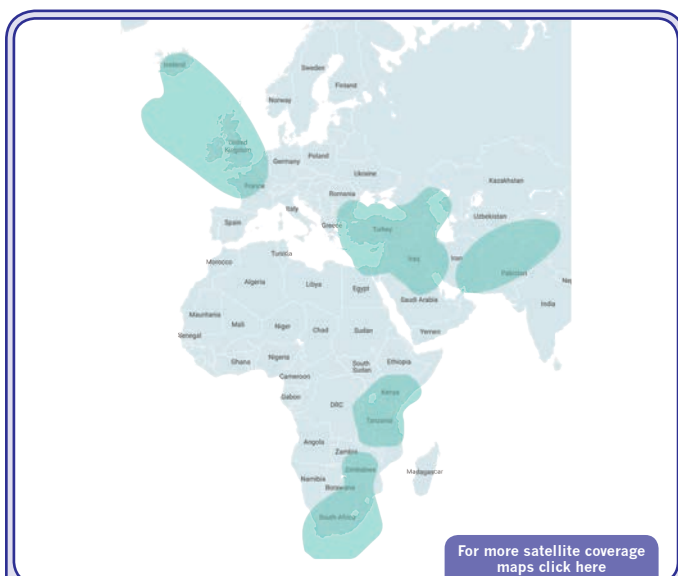 Iceland
Sweden
Finland
Norway
United
Kingdom
Germany
Poland
Ukraine
France
Kazakhstan
Romania
Italy
Uzbekistan
Spain
Greece
Turkey
Tunisia
Iraq
Iran
Morocco
Pakistan
Algeria
Libya
Egypt
Saudi Arabia
India
Mauritania
Mali
Niger
Chad
Sudan
Yemen
Senegal
Ghana
Nigeria
South
Sudan
Ethiopia
Cameroon
Gabon
DRC
Kenya
Tanzania
Angola
Zambia
Zimbabwe
Madagascar
Namibia
Botswana
South Africa
For more satellite coverage
maps click here